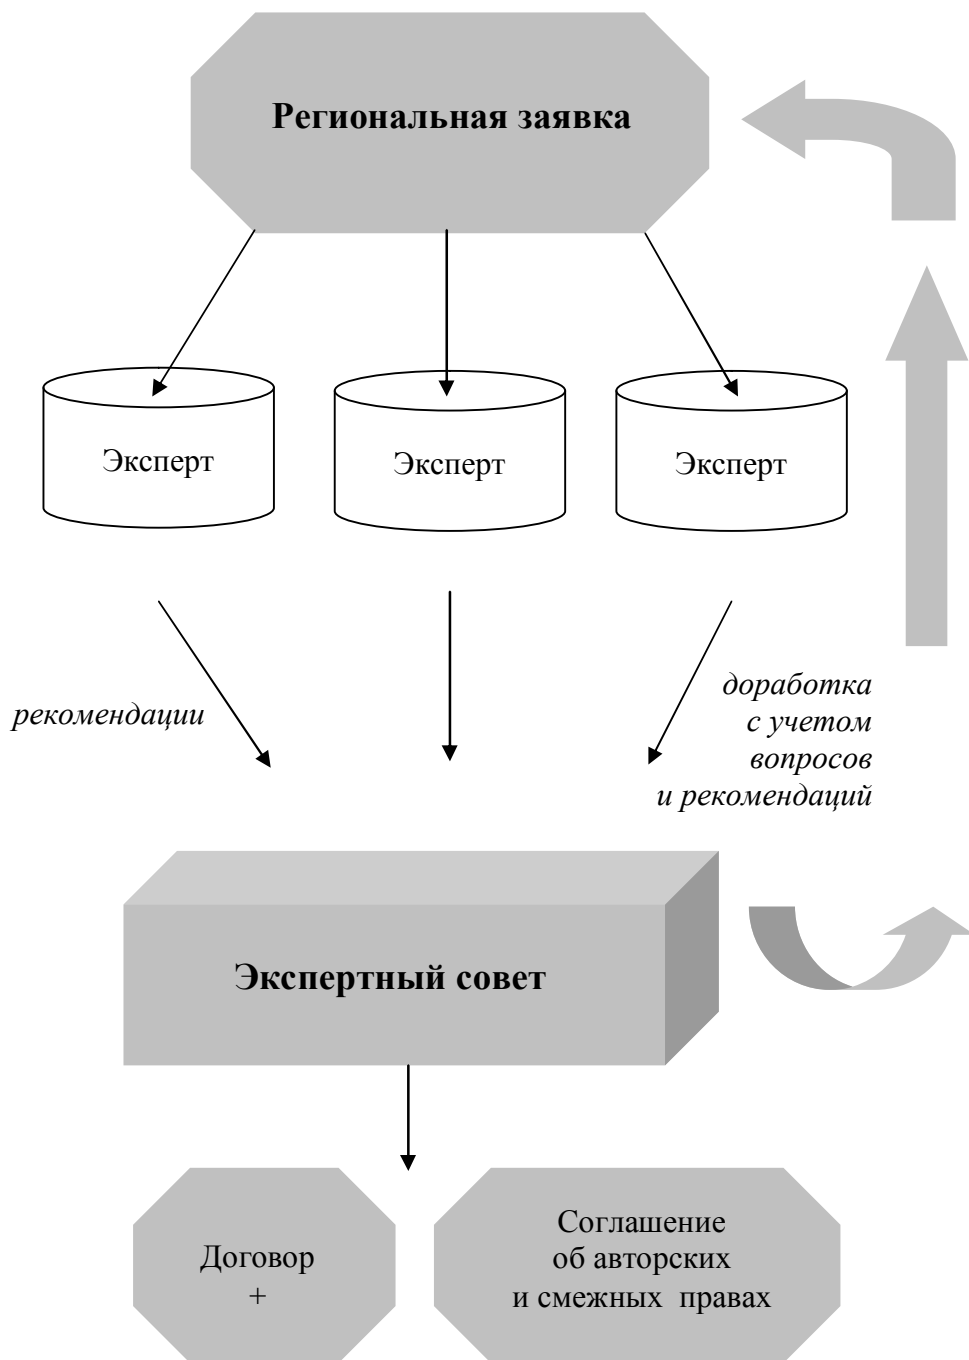 Региональная заявка
Эксперт
Эксперт
Эксперт
рекомендации
доработка
с учетом
вопросов
и рекомендаций
Экспертный совет
Договор
+
Соглашение
об авторских
и смежных правах